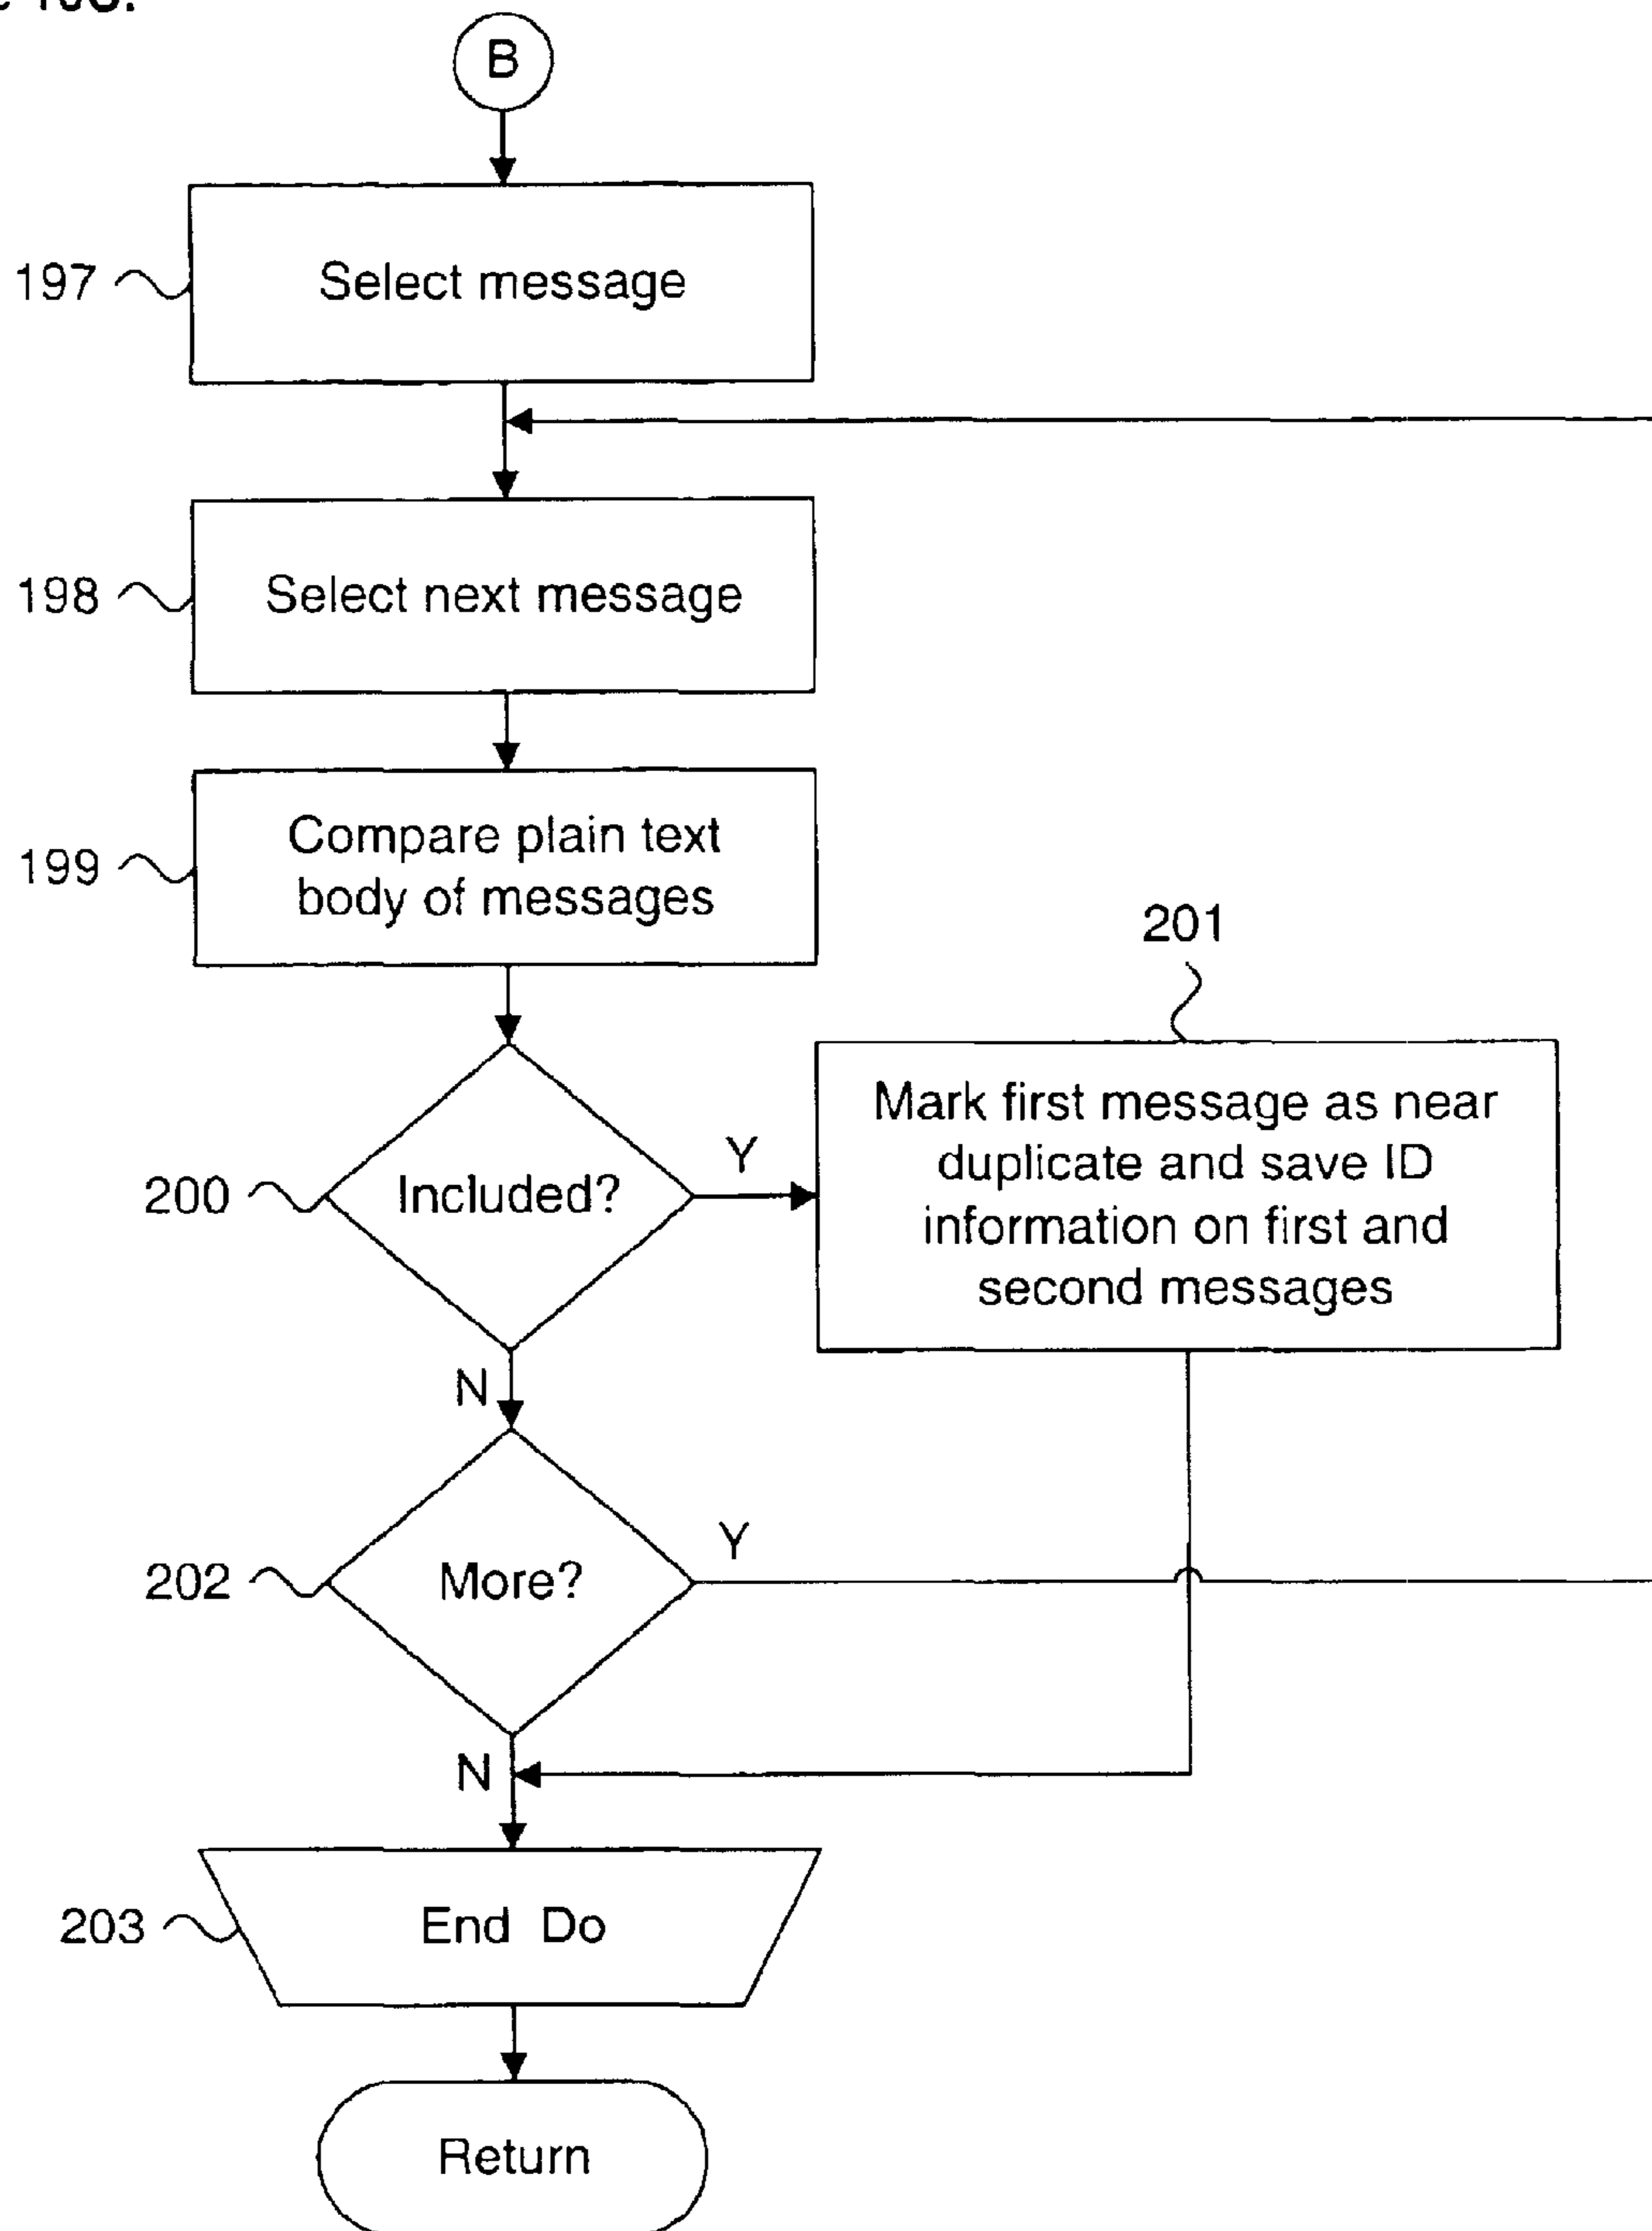 B
197
Select message
198
Select next message
199
Compare plain text
body of messages
201
200
Included?
Y
Mark first message as near
duplicate and save ID
information on first and
second messages
N
202
More?
Y
N
203
End Do
Return